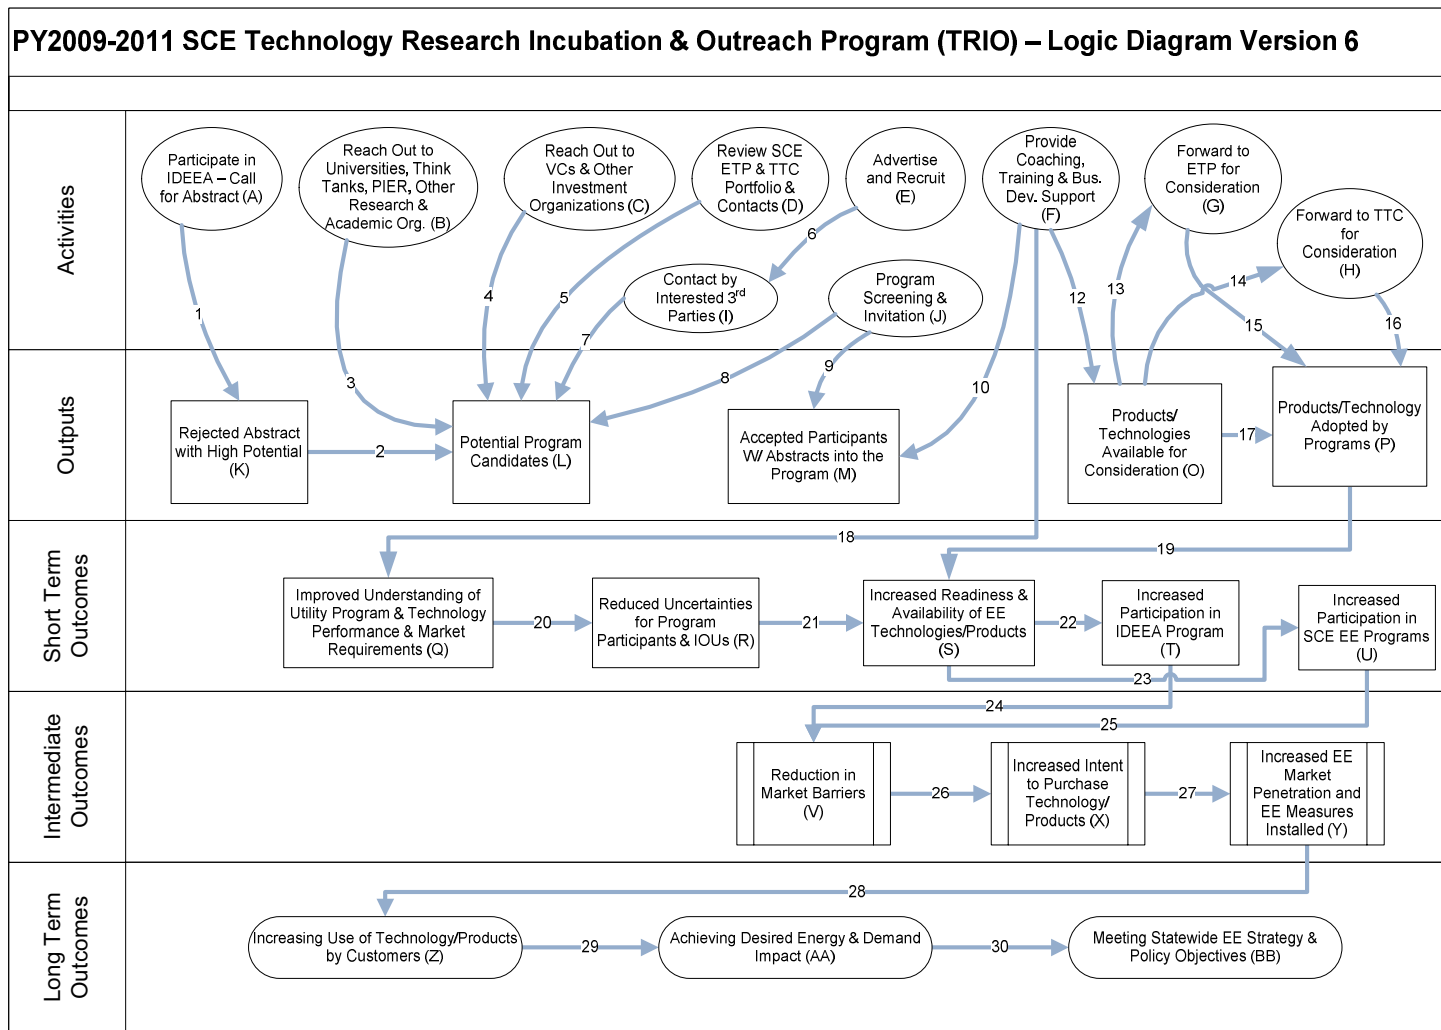 PY2009-2011 SCE Technology Research Incubation & Outreach Program (TRIO) – Logic Diagram Version 6
Activities
Participate in
IDEEA – Call
for Abstract (A)
Reach Out to
Universities, Think
Tanks, PIER, Other
Research &
Academic Org. (B)
Reach Out to
VCs & Other
Investment
Organizations (C)
Review SCE
ETP & TTC
Portfolio &
Contacts (D)
Advertise
and Recruit
(E)
Provide
Coaching,
Training & Bus.
Dev. Support
(F)
Forward to
ETP for
Consideration
(G)
Forward to TTC
for
Consideration
(H)
Contact by
Interested 3rd
Parties (I)
Program
Screening &
Invitation (J)
1
3
4
5
6
7
8
9
10
12
13
14
15
16
Outputs
Rejected Abstract
with High Potential
(K)
2
Potential Program
Candidates (L)
Accepted Participants
W/ Abstracts into the
Program (M)
Products/
Technologies
Available for
Consideration (O)
17
Products/Technology
Adopted by
Programs (P)
Short Term
Outcomes
18
19
Improved Understanding of
Utility Program & Technology
Performance & Market
Requirements (Q)
20
Reduced Uncertainties
for Program
Participants & IOUs (R)
21
Increased Readiness &
Availability of EE
Technologies/Products
(S)
22
Increased
Participation in
IDEEA Program
(T)
23
Increased
Participation in
SCE EE Programs
(U)
Intermediate
Outcomes
24
25
Reduction in
Market Barriers
(V)
26
Increased Intent
to Purchase
Technology/
Products (X)
27
Increased EE
Market
Penetration and
EE Measures
Installed (Y)
Long Term
Outcomes
28
Increasing Use of Technology/Products
by Customers (Z)
29
Achieving Desired Energy & Demand
Impact (AA)
30
Meeting Statewide EE Strategy &
Policy Objectives (BB)